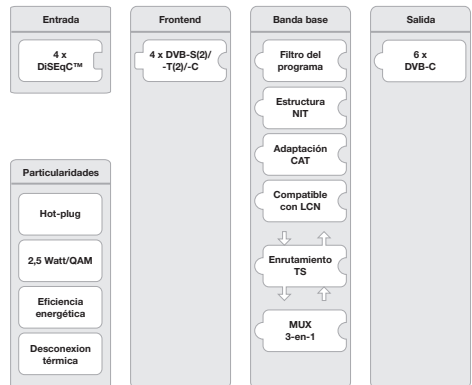 Entrada
4 x
DiSEqC™
Frontend
4 x DVB-S(2)/
-T(2)/-C
Banda base
Filtro del
programa
Estructura
NIT
Adaptación
CAT
Compatible
con LCN
Enrutamiento
TS
MUX
3-en-1
Salida
6 x
DVB-C
Particularidades
Hot-plug
2,5 Watt/QAM
Eficiencia
energética
Desconexion
térmica